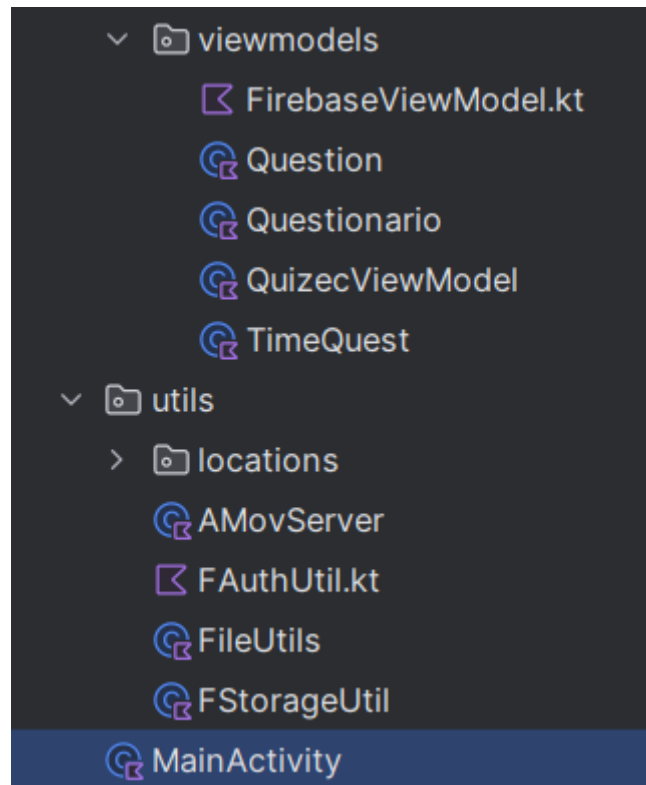 viewmodels
FirebaseViewModel.kt
Question
Questionario
QuizecViewModel
TimeQuest
utils
locations
AMovServer
FAuthUtil.kt
FileUtils
FStorageUtil
MainActivity